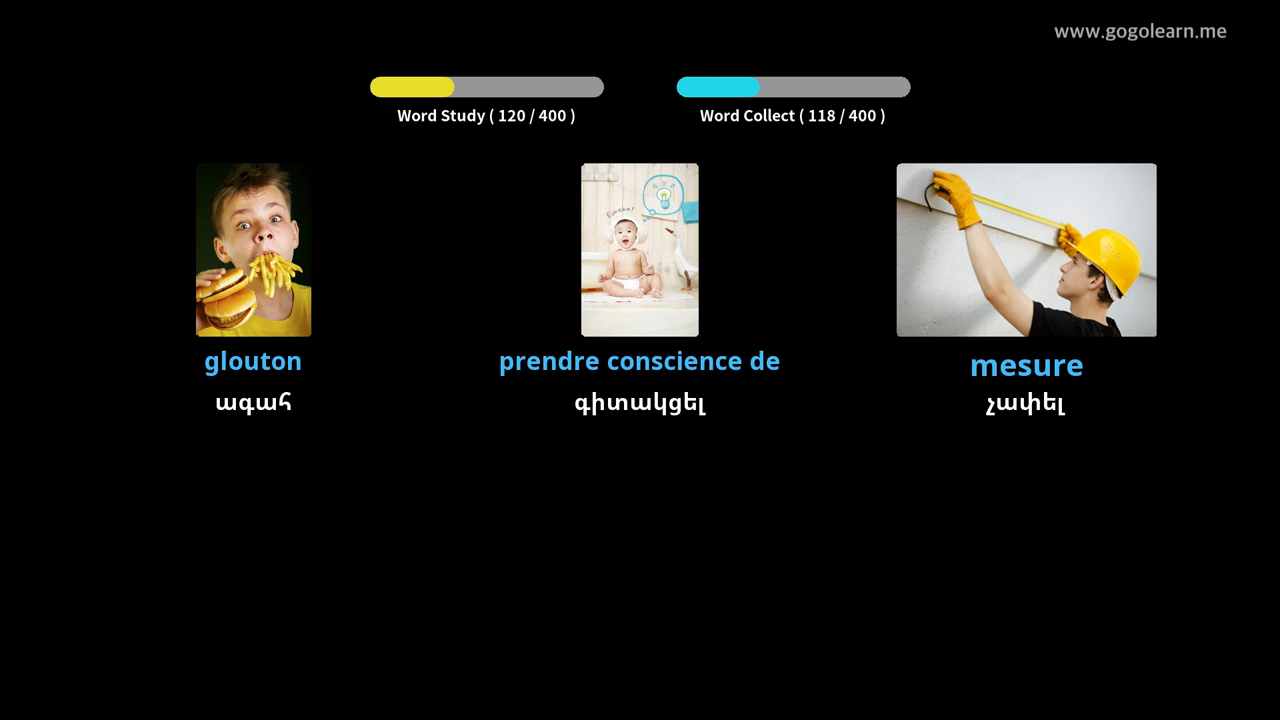 www.gogolearn.me
Word Study ( 120 / 400 )
Word Collect ( 118 / 400 )
Eureka!
glouton
prendre conscience de
mesure
ագահ
գիտակցել
չափել